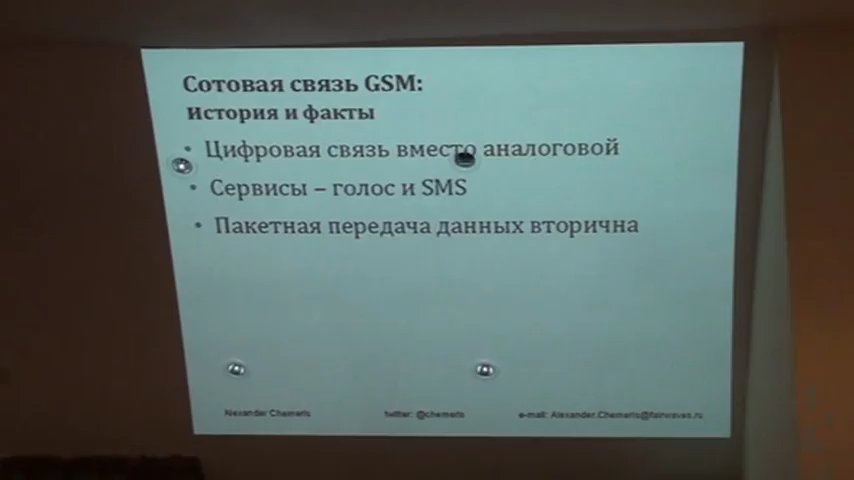 Сотовая связь GSM:
История и факты
• Цифровая связь вместо аналоговой
• Сервисы – голос и SMS
• Пакетная передача данных вторична
Alexander Chemeris twitter: @chemeris e-mail: Alexander.Chemeris@fairwaves.ru